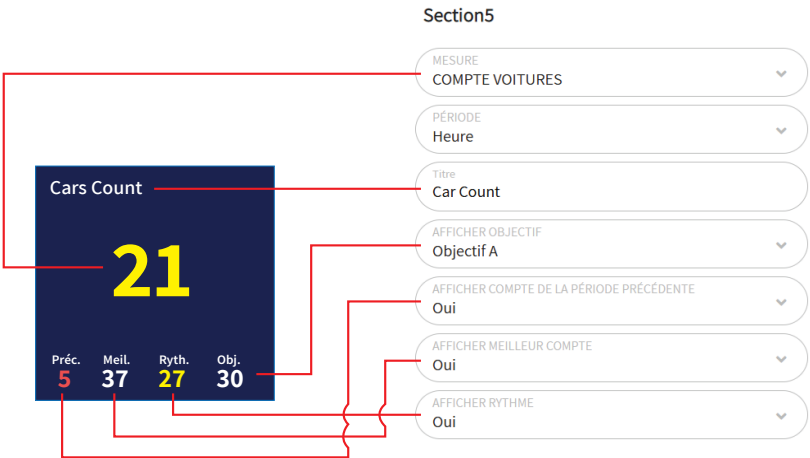 Section5
MESURE
COMPTE VOITURES
PÉRIODE
Heure
Titre
Car Count
AFFICHER OBJECTIF
Objectif A
AFFICHER COMPTE DE LA PÉRIODE PRÉCÉDENTE
Oui
AFFICHER MEILLEUR COMPTE
Oui
AFFICHER RYTHME
Oui
Cars Count
21
Préc. Meil. Ryth. Obj.
5 37 27 30